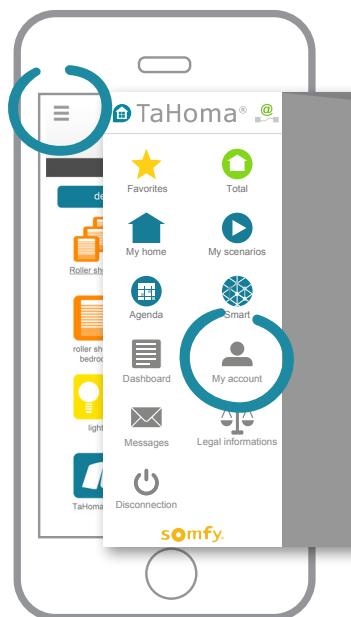 TaHoma® @
Favorites
Total
My home
My scenarios
Agenda
Smart
Dashboard
My account
Messages
Legal informations
Disconnection
somfy.
de
Roller sh
roller sh
bedro
light
TaHoma